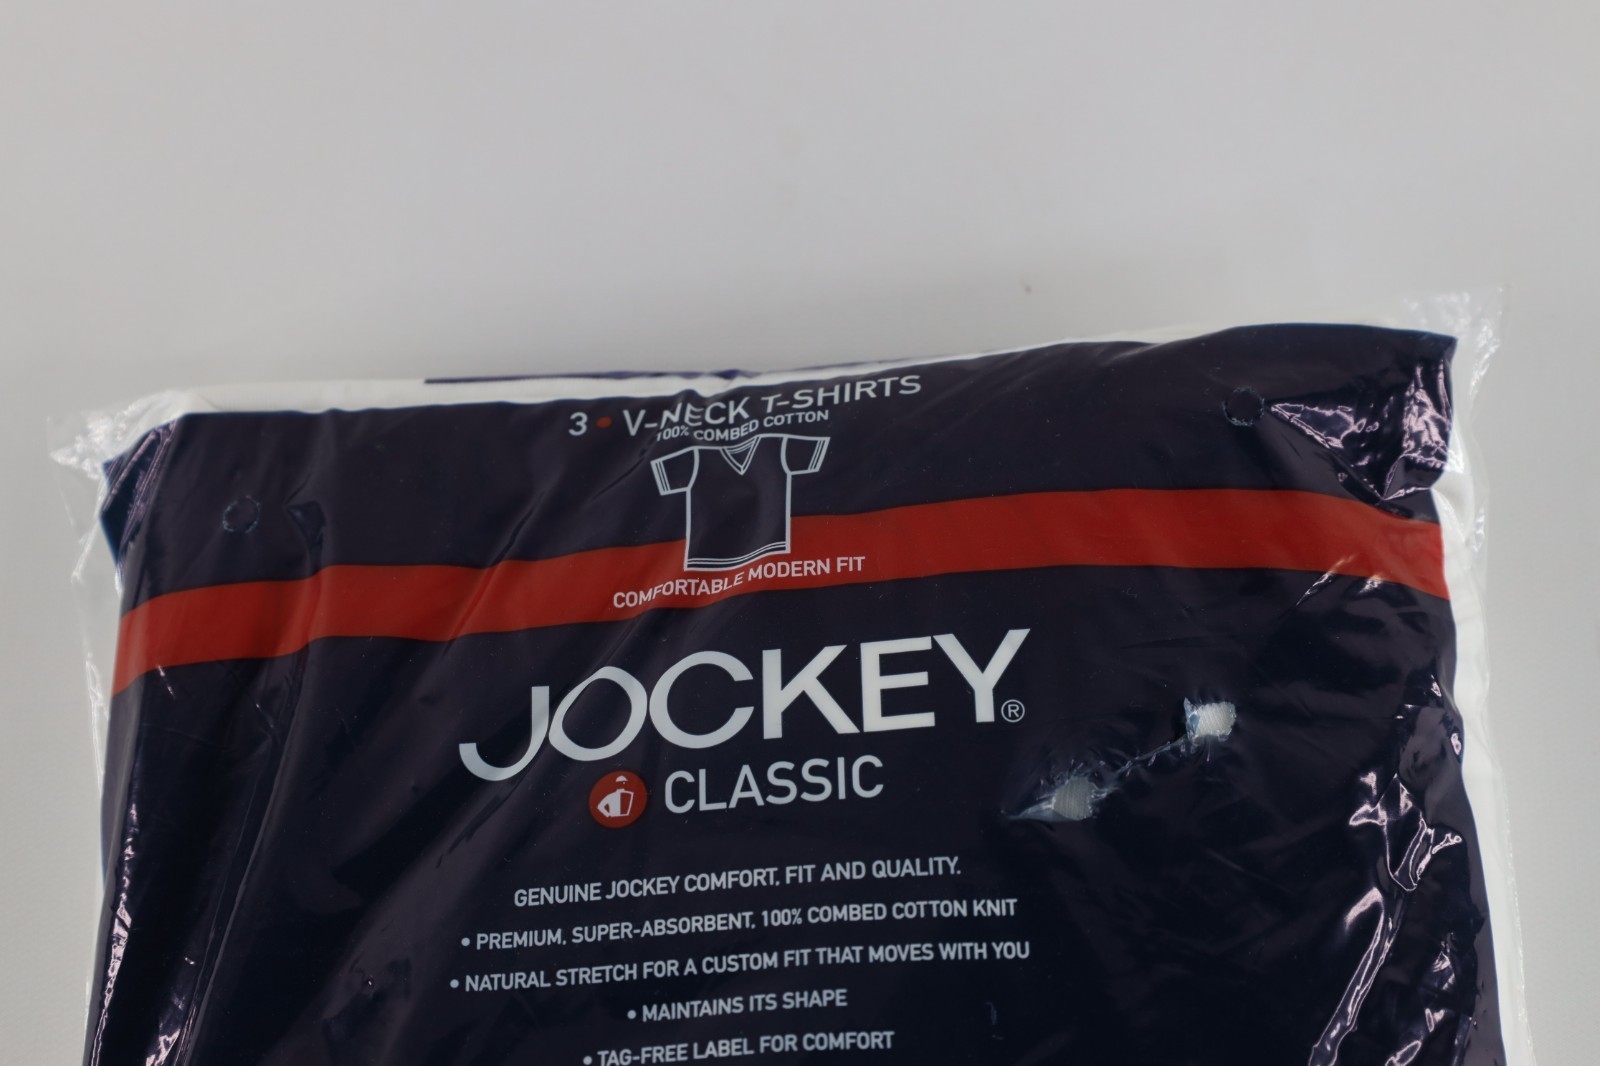 3 • V-NECK T-SHIRTS
100% COMBED COTTON
COMFORTABLE MODERN FIT
JOCKEY®
CLASSIC
GENUINE JOCKEY COMFORT, FIT AND QUALITY.
• PREMIUM, SUPER-ABSORBENT, 100% COMBED COTTON KNIT
• NATURAL STRETCH FOR A CUSTOM FIT THAT MOVES WITH YOU
• MAINTAINS ITS SHAPE
• TAG-FREE LABEL FOR COMFORT